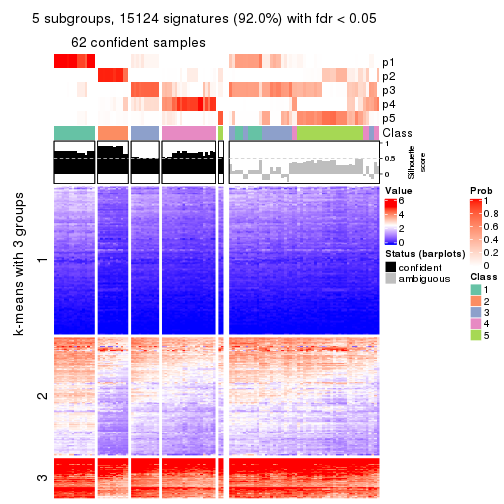 5 subgroups, 15124 signatures (92.0%) with fdr < 0.05
62 confident samples
p1
p2
p3
p4
p5
Class
1
0.5
0
Silhouette
score
k-means with 3 groups
1
2
3
Value
6
4
2
0
Status (barplots)
confident
ambiguous
Prob
1
0.8
0.6
0.4
0.2
0
Class
1
2
3
4
5